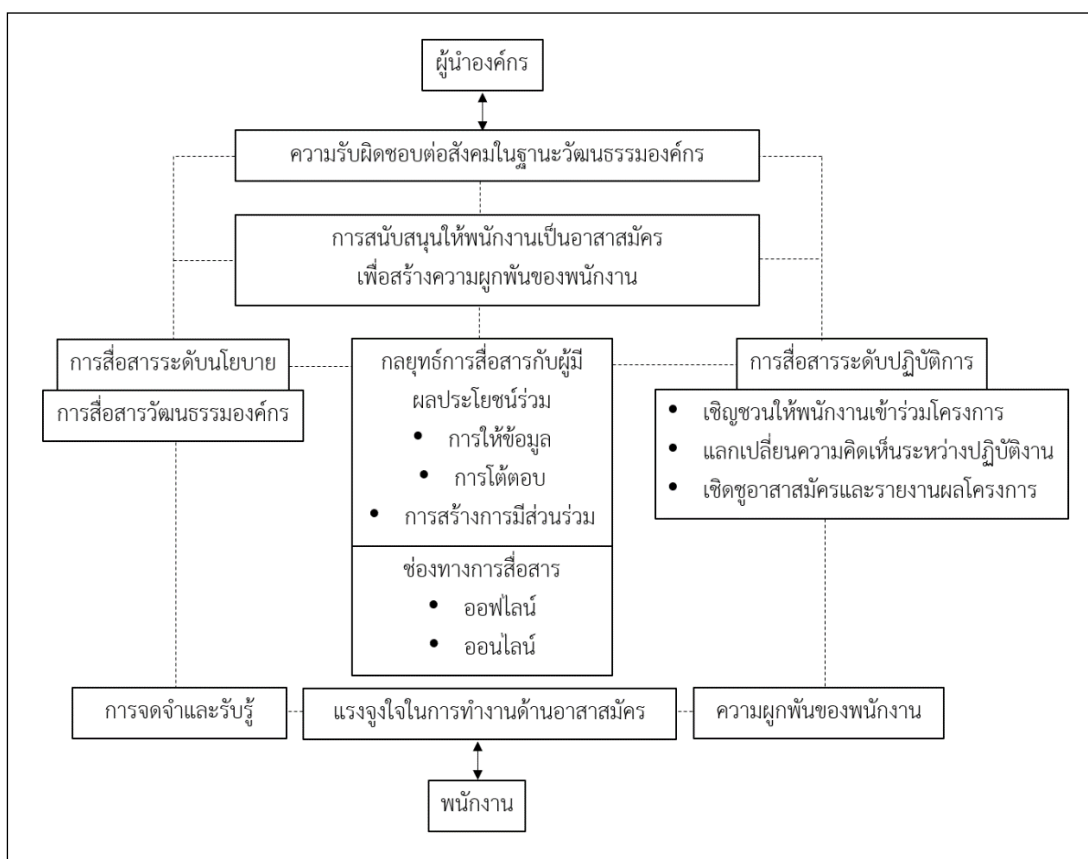 ผู้นำองค์กร
ความรับผิดชอบต่อสังคมในฐานะวัฒนธรรมองค์กร
การสนับสนุนให้พนักงานเป็นอาสาสมัคร
เพื่อสร้างความผูกพันของพนักงาน
การสื่อสารระดับนโยบาย
การสื่อสารวัฒนธรรมองค์กร
กลยุทธ์การสื่อสารกับผู้มี
ผลประโยชน์ร่วม
• การให้ข้อมูล
• การโต้ตอบ
• การสร้างการมีส่วนร่วม
ช่องทางการสื่อสาร
• ออฟไลน์
• ออนไลน์
การสื่อสารระดับปฏิบัติการ
• เชิญชวนให้พนักงานเข้าร่วมโครงการ
• แลกเปลี่ยนความคิดเห็นระหว่างปฏิบัติงาน
• เชิดชูอาสาสมัครและรายงานผลโครงการ
การจดจำและรับรู้
แรงจูงใจในการทำงานด้านอาสาสมัคร
ความผูกพันของพนักงาน
พนักงาน